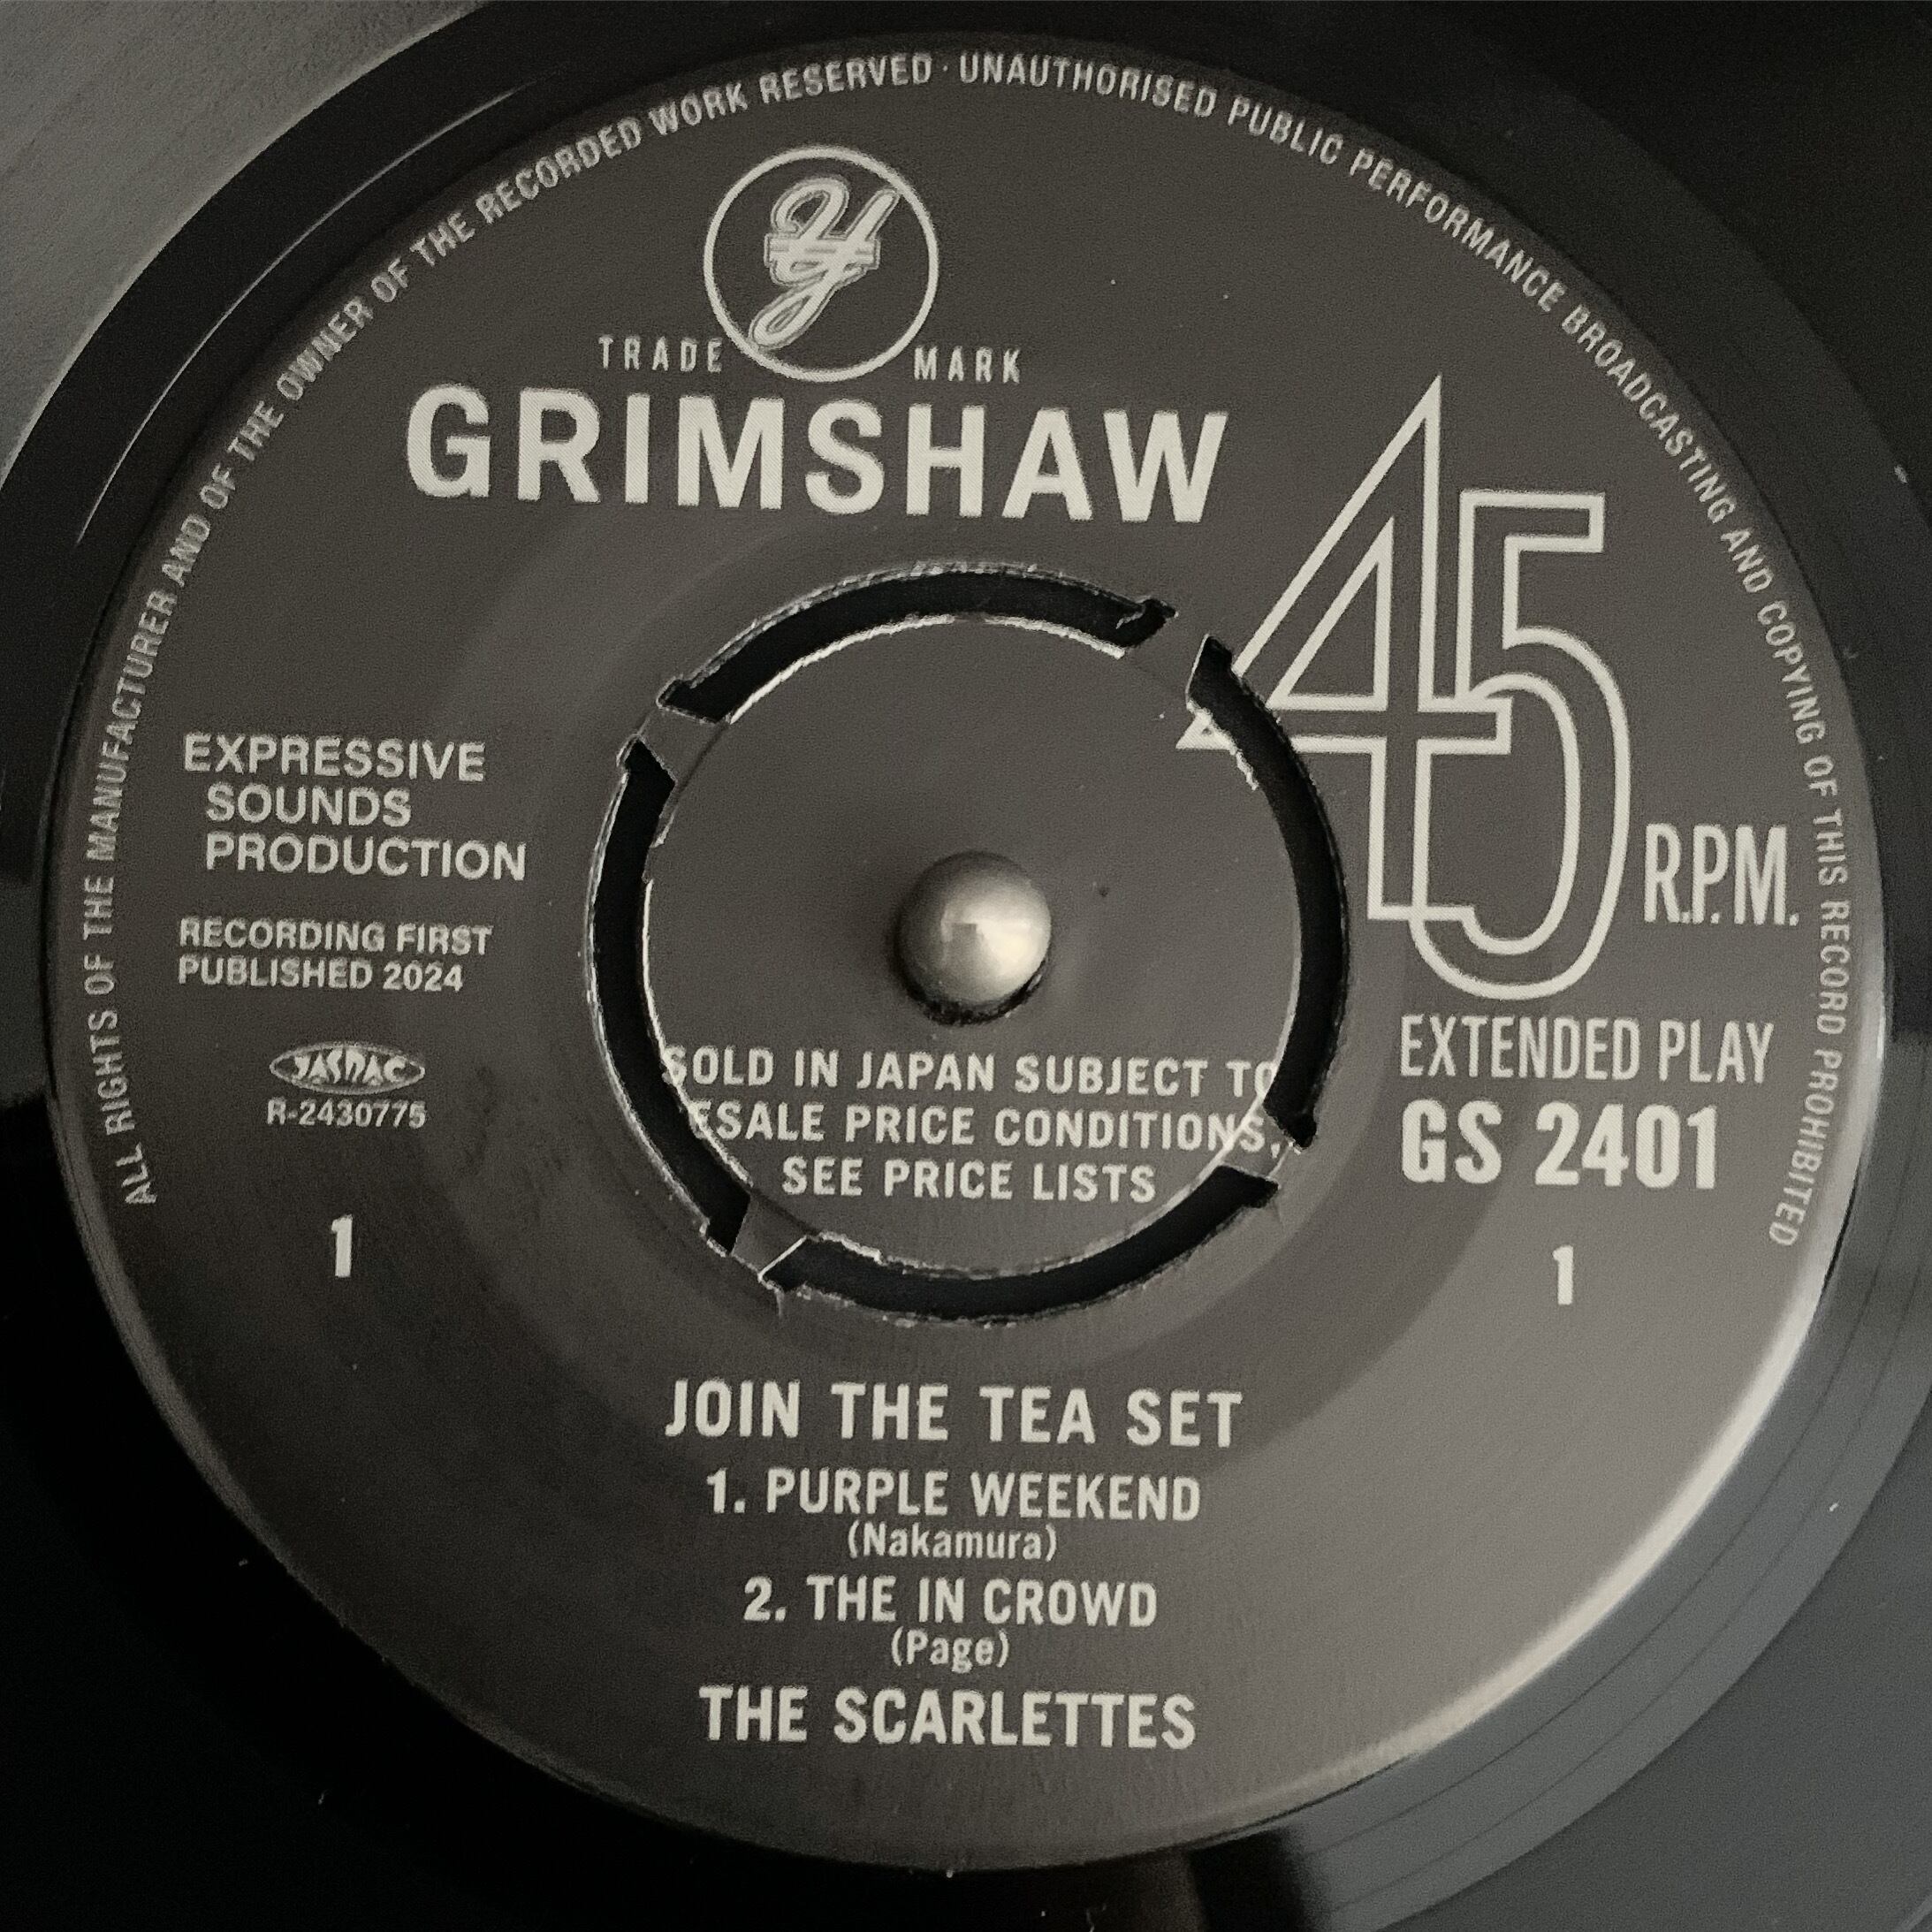 ALL RIGHTS OF THE MANUFACTURER AND OF THE OWNER OF THE RECORDED WORK RESERVED · UNAUTHORISED PUBLIC PERFORMANCE BROADCASTING AND COPYING OF THIS RECORD PROHIBITED
Y
TRADE MARK
GRIMSHAW
45 R.P.M.
EXPRESSIVE
SOUNDS
PRODUCTION
RECORDING FIRST
PUBLISHED 2024
JASRAC
R-2430775
1
SOLD IN JAPAN SUBJECT TO
ESALE PRICE CONDITIONS,
SEE PRICE LISTS
EXTENDED PLAY
GS 2401
1
JOIN THE TEA SET
1. PURPLE WEEKEND
(Nakamura)
2. THE IN CROWD
(Page)
THE SCARLETTES